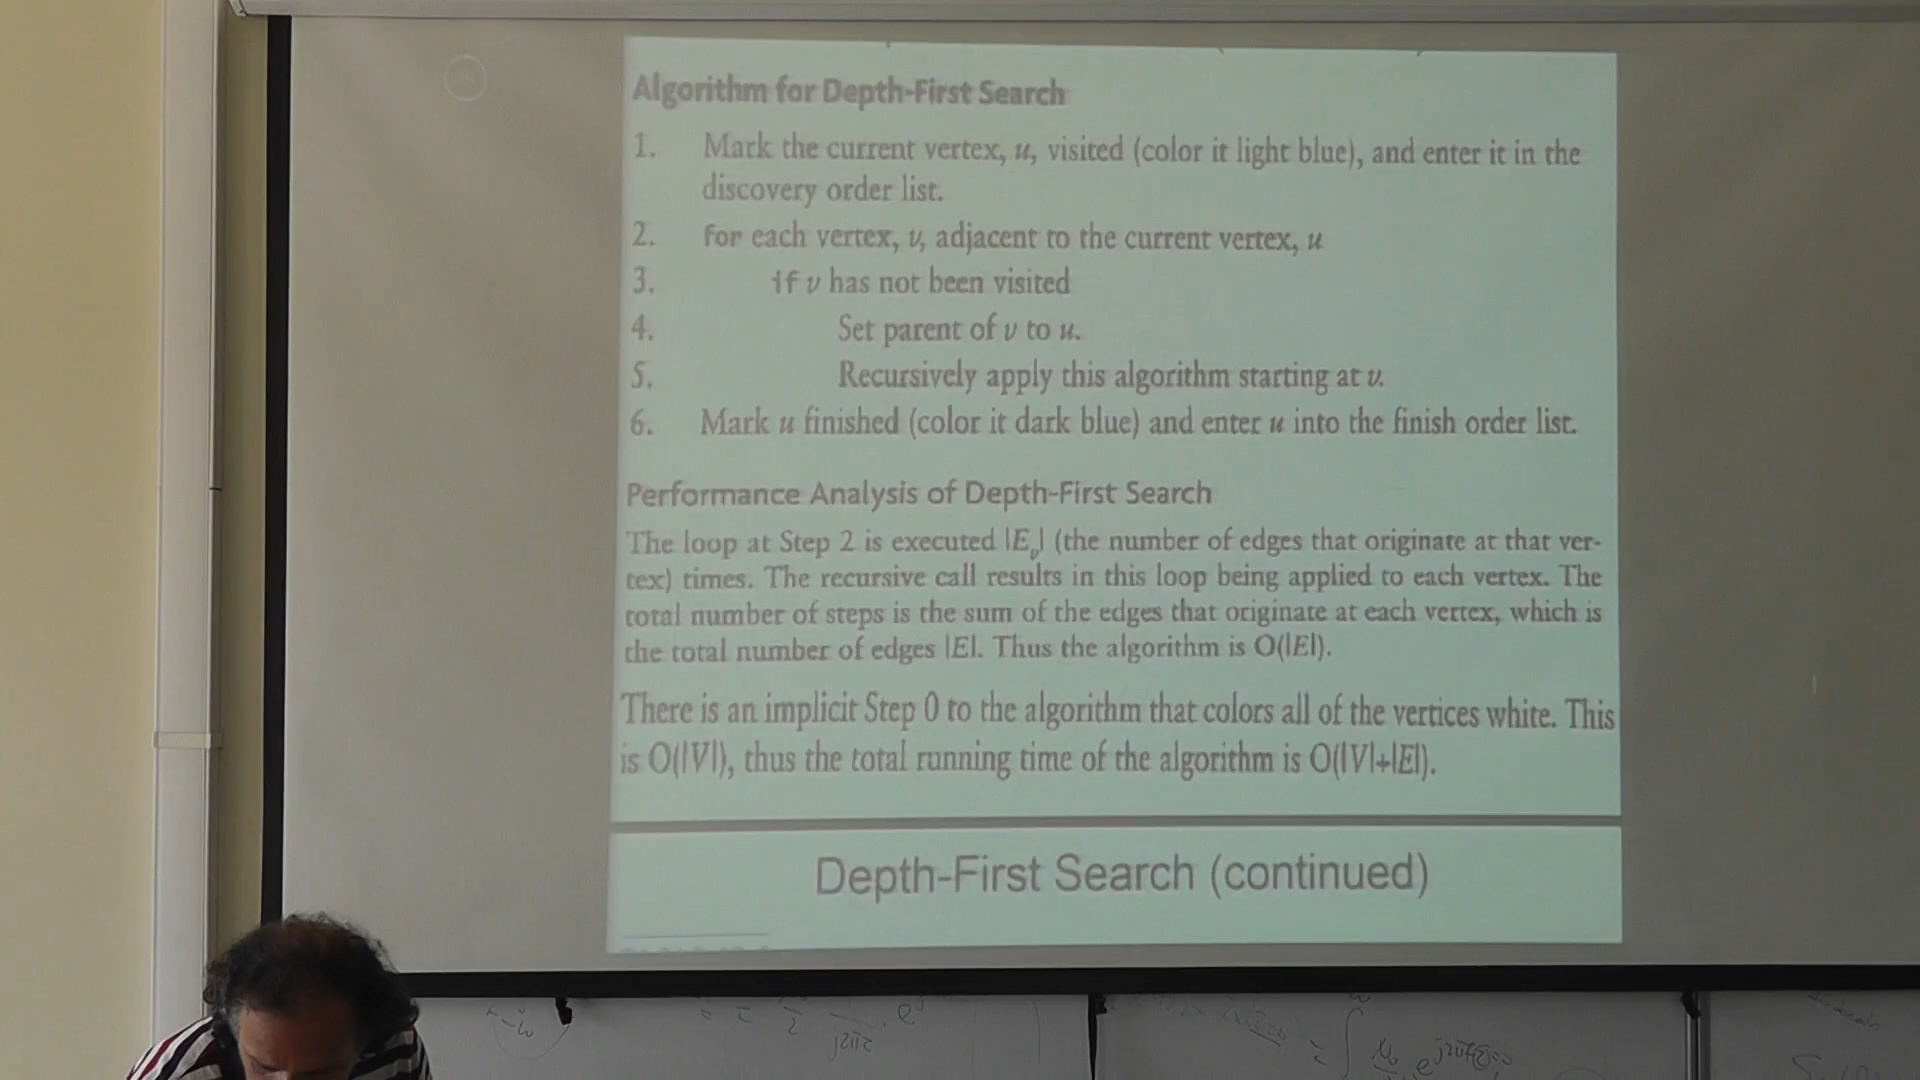 Algorithm for Depth-First Search
1. Mark the current vertex, u, visited (color it light blue), and enter it in the
discovery order list.
2. for each vertex, v, adjacent to the current vertex, u
3. if v has not been visited
4. Set parent of v to u.
5. Recursively apply this algorithm starting at v.
6. Mark u finished (color it dark blue) and enter u into the finish order list.
Performance Analysis of Depth-First Search
The loop at Step 2 is executed |Eᵥ| (the number of edges that originate at that ver-
tex) times. The recursive call results in this loop being applied to each vertex. The
total number of steps is the sum of the edges that originate at each vertex, which is
the total number of edges |E|. Thus the algorithm is O(|E|).
There is an implicit Step 0 to the algorithm that colors all of the vertices white. This
is O(|V|), thus the total running time of the algorithm is O(|V|+|E|).
Depth-First Search (continued)